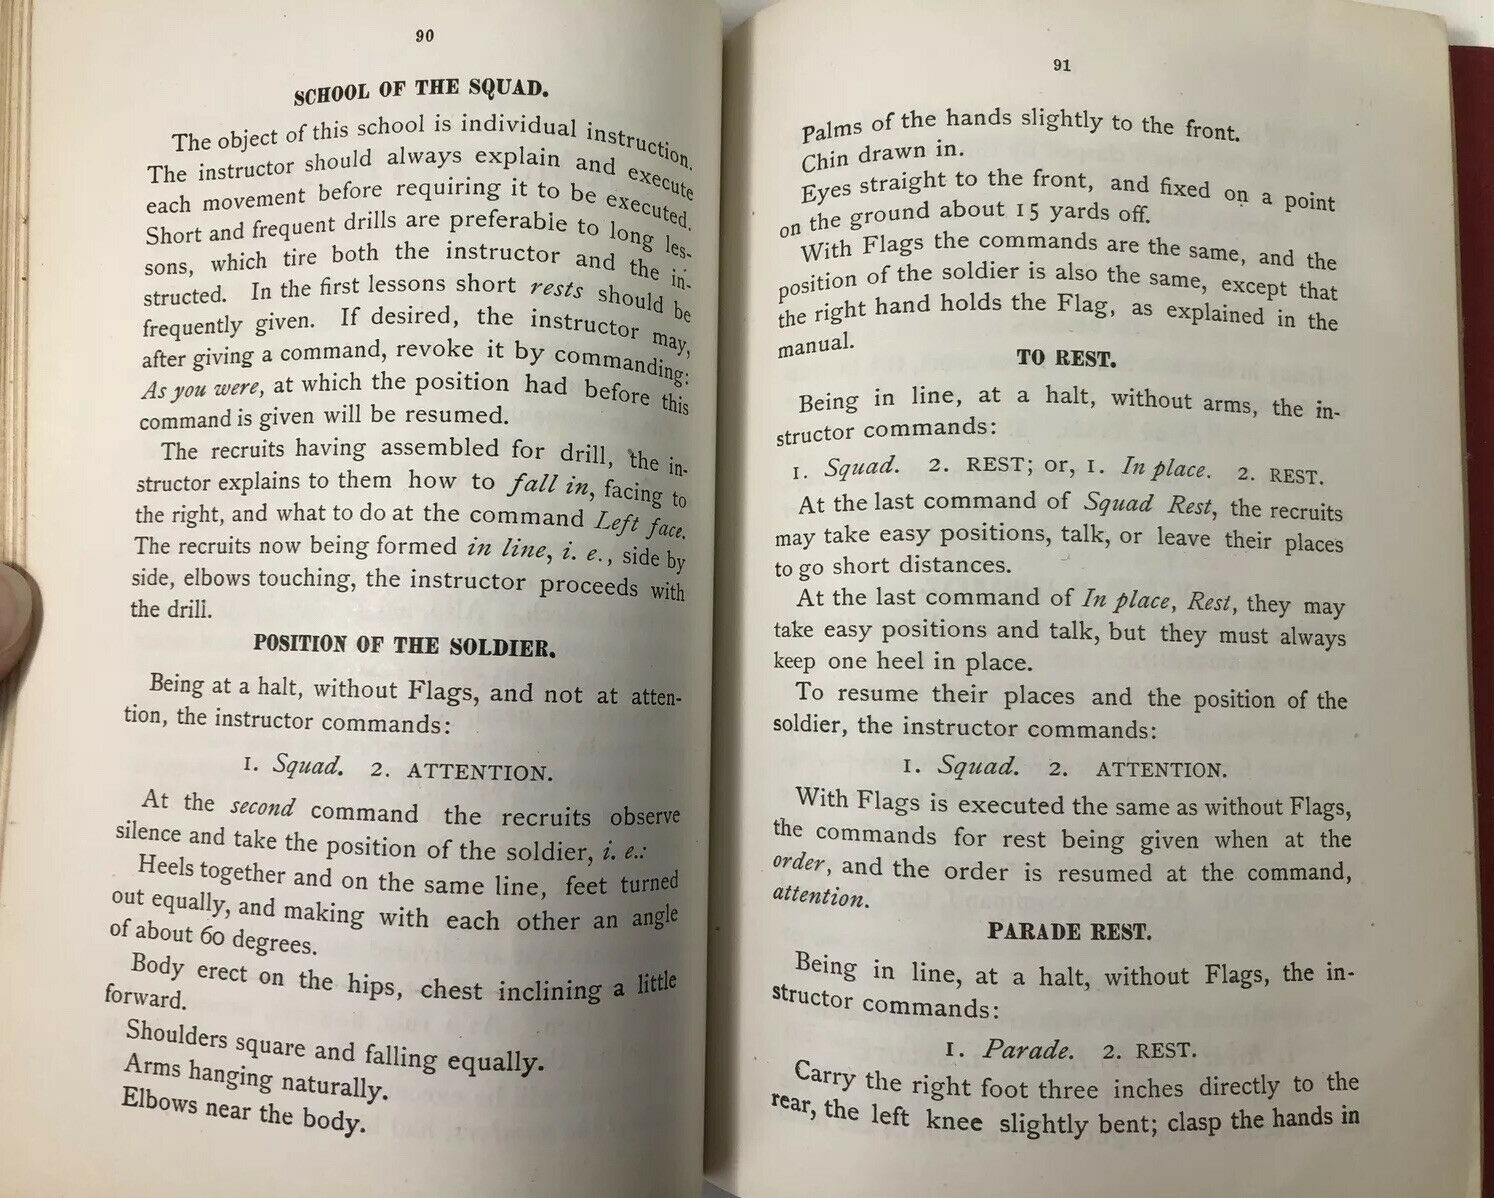 90
SCHOOL OF THE SQUAD.
The object of this school is individual instruction.
The instructor should always explain and execute
each movement before requiring it to be executed.
Short and frequent drills are preferable to long les-
sons, which tire both the instructor and the in-
structed. In the first lessons short rests should be
frequently given. If desired, the instructor may,
after giving a command, revoke it by commanding:
As you were, at which the position had before this
command is given will be resumed.
The recruits having assembled for drill, the in-
structor explains to them how to fall in, facing to
the right, and what to do at the command Left face.
The recruits now being formed in line, i. e., side by
side, elbows touching, the instructor proceeds with
the drill.
POSITION OF THE SOLDIER.
Being at a halt, without Flags, and not at atten-
tion, the instructor commands:
1. Squad. 2. ATTENTION.
At the second command the recruits observe
silence and take the position of the soldier, i. e.:
Heels together and on the same line, feet turned
out equally, and making with each other an angle
of about 60 degrees.
Body erect on the hips, chest inclining a little
forward.
Shoulders square and falling equally.
Arms hanging naturally.
Elbows near the body.
91
Palms of the hands slightly to the front.
Chin drawn in.
Eyes straight to the front, and fixed on a point
on the ground about 15 yards off.
With Flags the commands are the same, and the
position of the soldier is also the same, except that
the right hand holds the Flag, as explained in the
manual.
TO REST.
Being in line, at a halt, without arms, the in-
structor commands:
1. Squad. 2. REST; or, 1. In place. 2. REST.
At the last command of Squad Rest, the recruits
may take easy positions, talk, or leave their places
to go short distances.
At the last command of In place, Rest, they may
take easy positions and talk, but they must always
keep one heel in place.
To resume their places and the position of the
soldier, the instructor commands:
1. Squad. 2. ATTENTION.
With Flags is executed the same as without Flags,
the commands for rest being given when at the
order, and the order is resumed at the command,
attention.
PARADE REST.
Being in line, at a halt, without Flags, the in-
structor commands:
1. Parade. 2. REST.
Carry the right foot three inches directly to the
rear, the left knee slightly bent; clasp the hands in